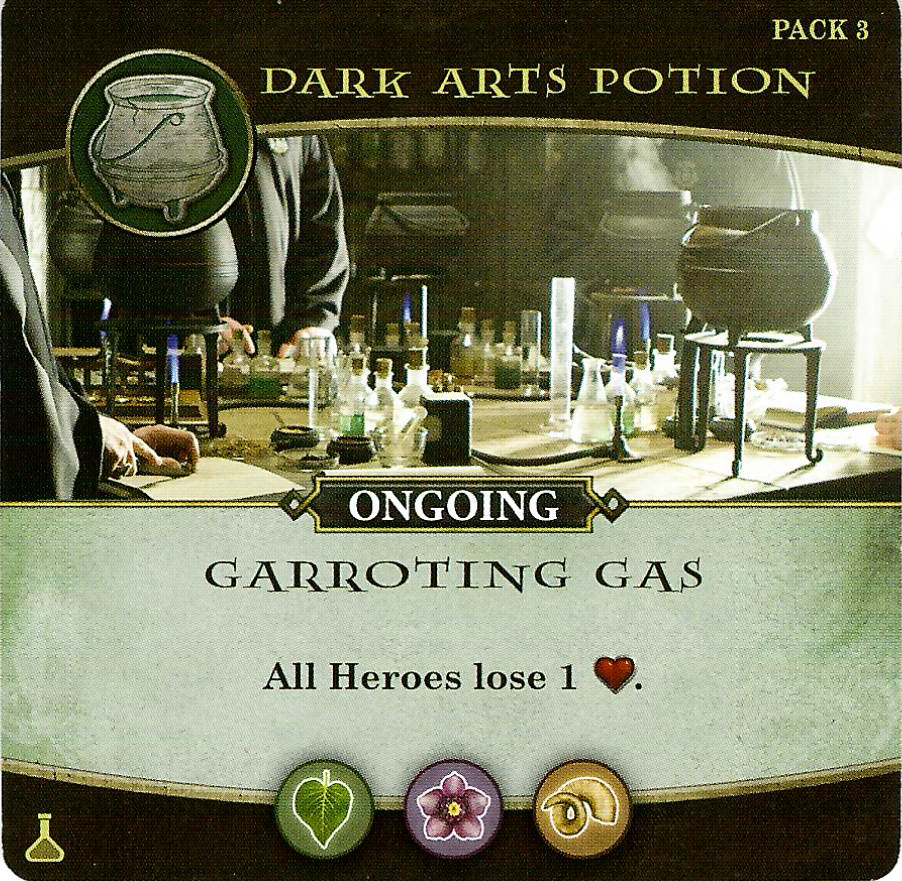 PACK 3
DARK ARTS POTION
ONGOING
GARROTING GAS
All Heroes lose 1 ❤.